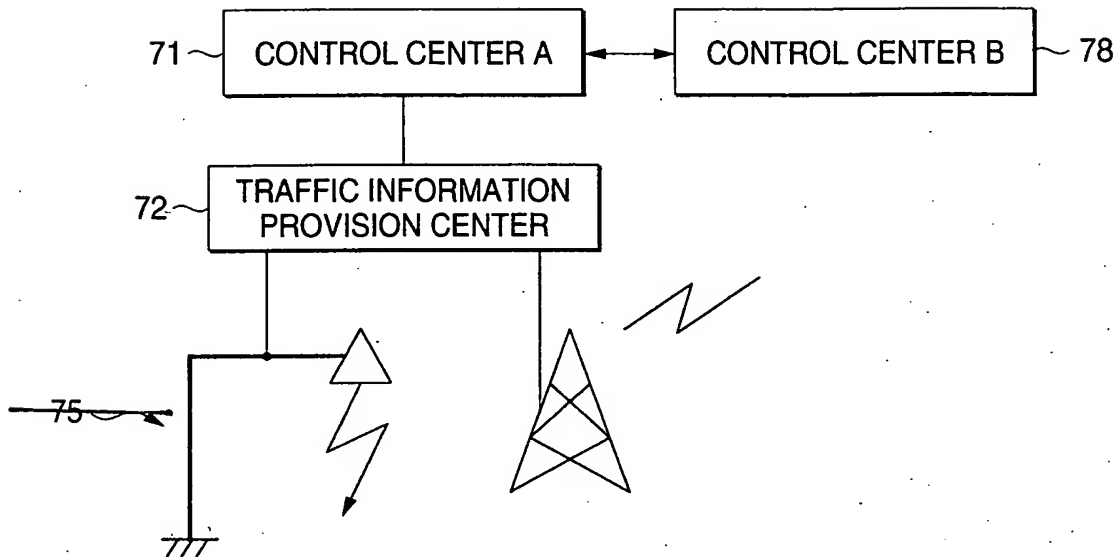 71
CONTROL CENTER A
CONTROL CENTER B
78
72
TRAFFIC INFORMATION
PROVISION CENTER
75